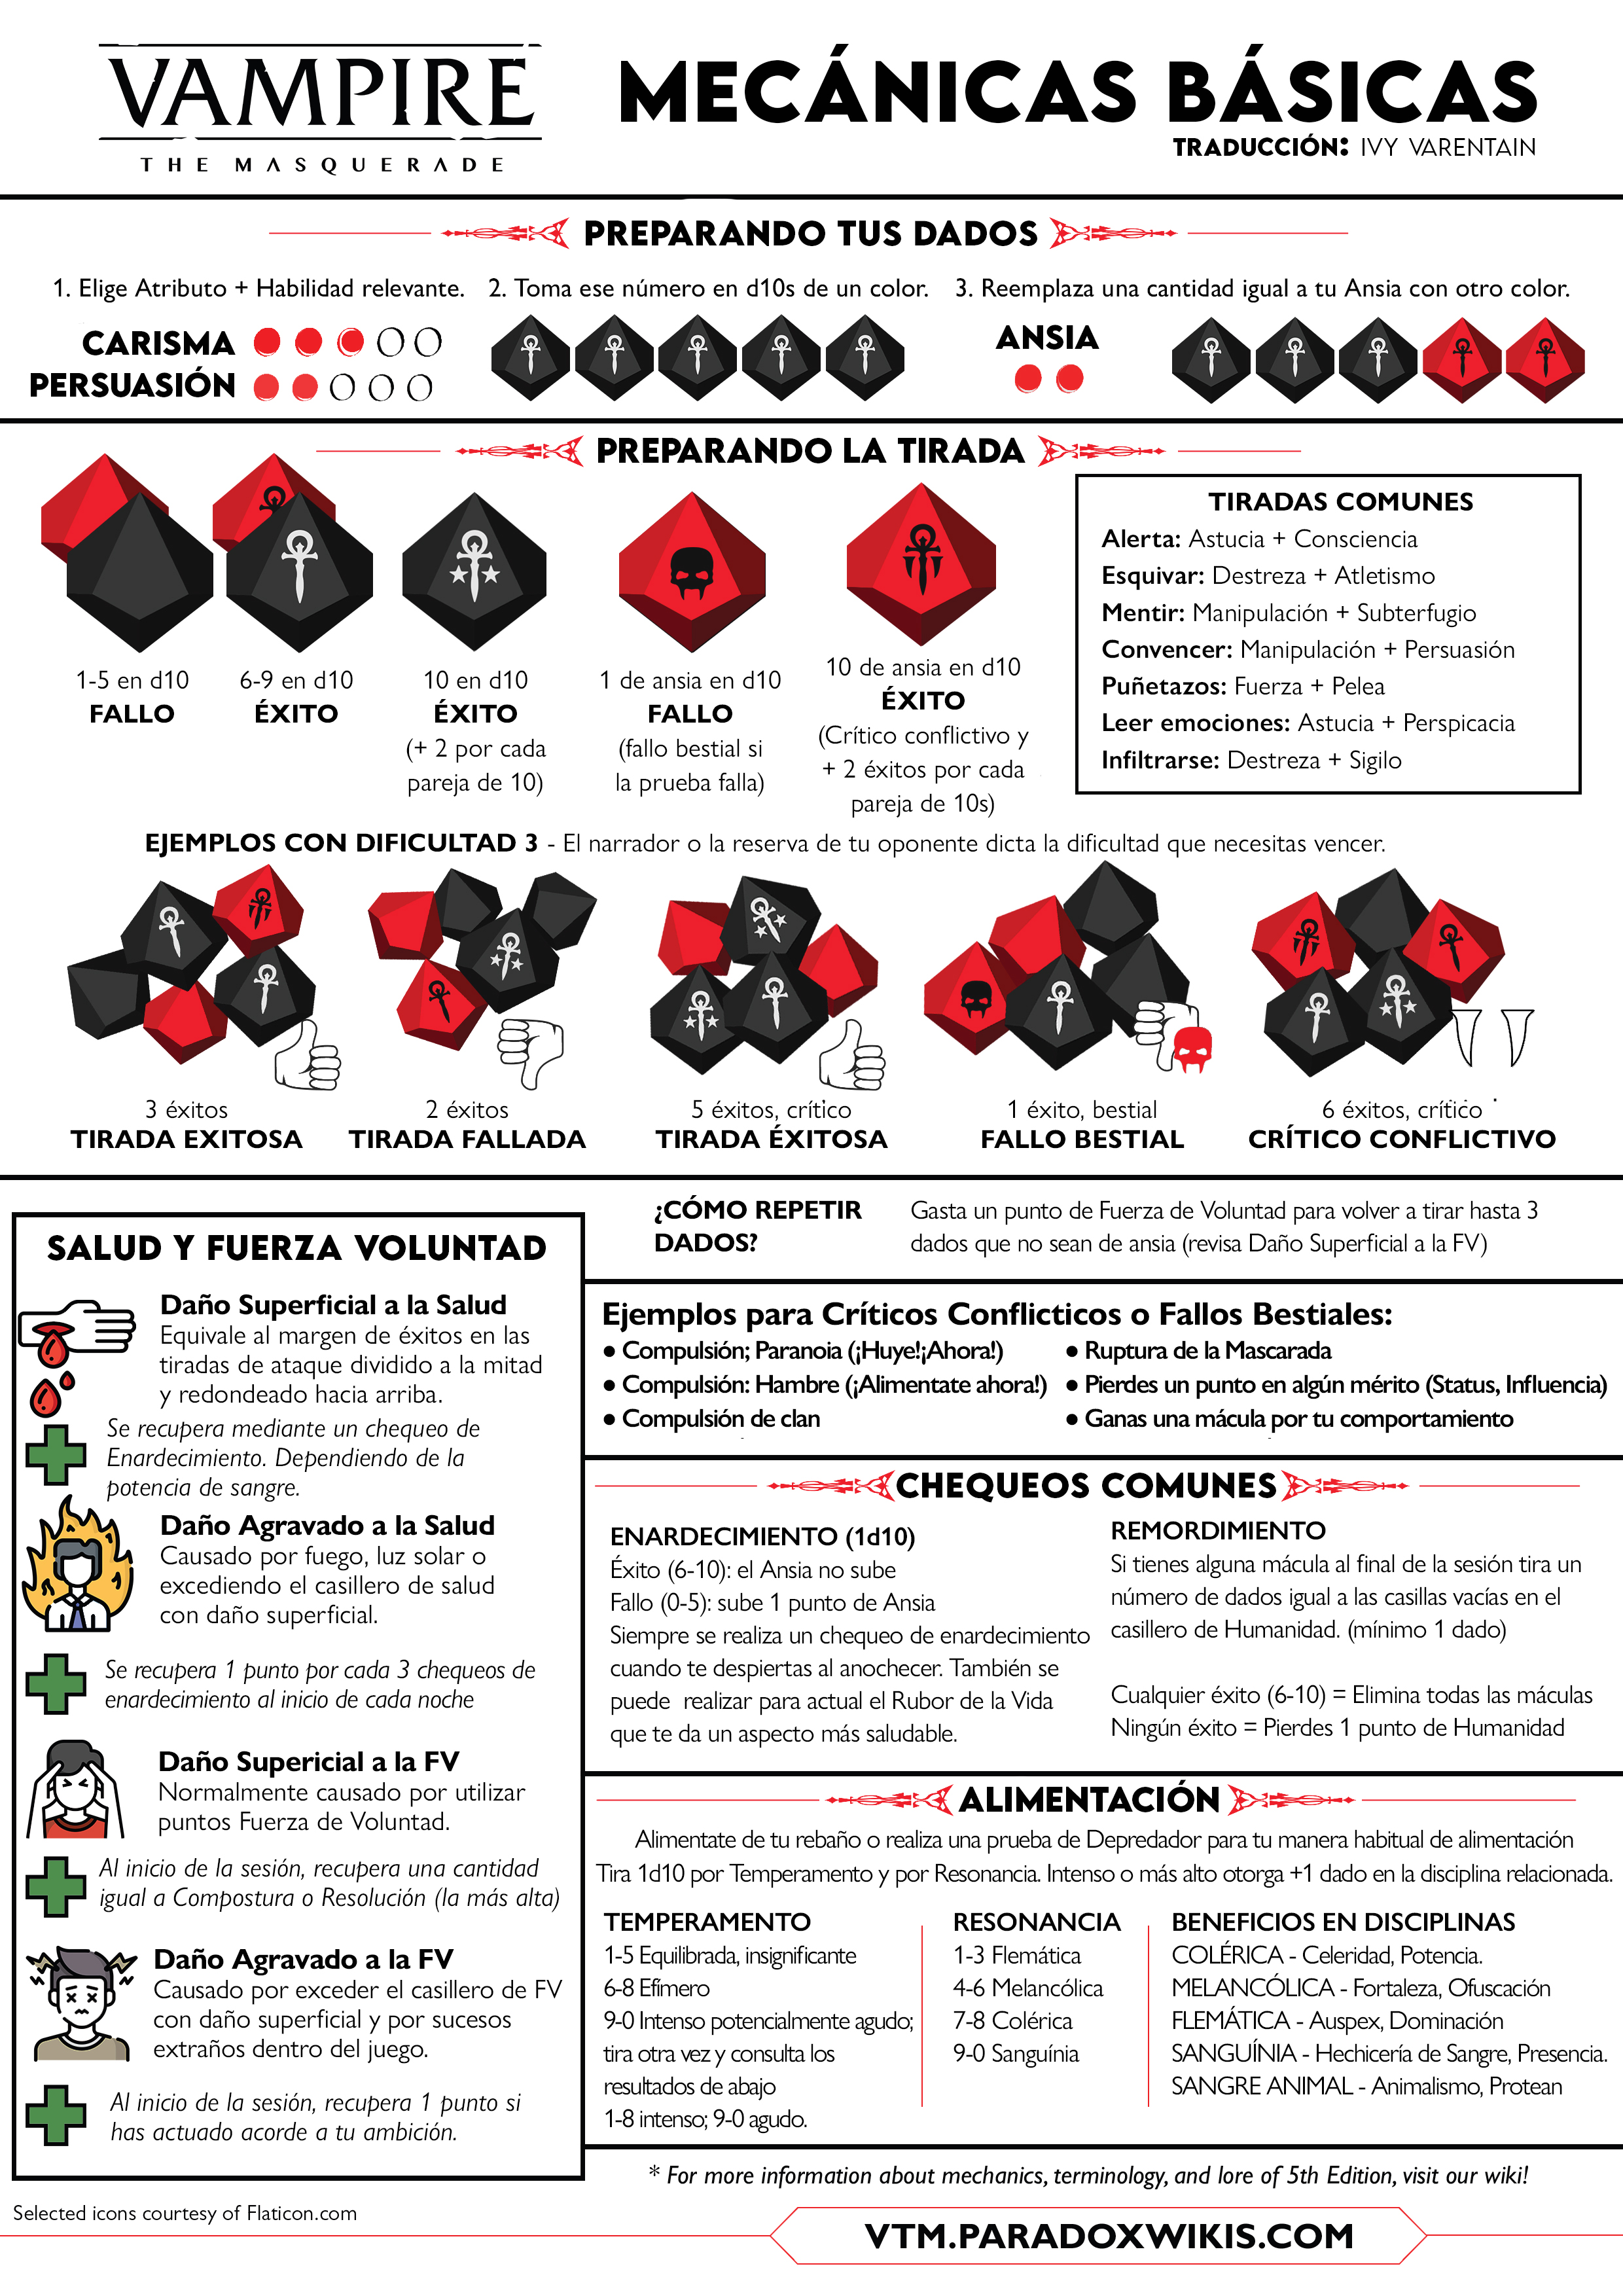 VAMPIRE
THE MASQUERADE
MECÁNICAS BÁSICAS
TRADUCCIÓN: IVY VARENTAIN
PREPARANDO TUS DADOS
1. Elige Atributo + Habilidad relevante.
2. Toma ese número en d10s de un color.
3. Reemplaza una cantidad igual a tu Ansia con otro color.
CARISMA
PERSUASIÓN
ANSIA
PREPARANDO LA TIRADA
1-5 en d10
FALLO
6-9 en d10
ÉXITO
10 en d10
ÉXITO
(+ 2 por cada
pareja de 10)
1 de ansia en d10
FALLO
(fallo bestial si
la prueba falla)
10 de ansia en d10
ÉXITO
(Crítico conflictivo y
+ 2 éxitos por cada
pareja de 10s)
TIRADAS COMUNES
Alerta: Astucia + Consciencia
Esquivar: Destreza + Atletismo
Mentir: Manipulación + Subterfugio
Convencer: Manipulación + Persuasión
Puñetazos: Fuerza + Pelea
Leer emociones: Astucia + Perspicacia
Infiltrarse: Destreza + Sigilo
EJEMPLOS CON DIFICULTAD 3 - El narrador o la reserva de tu oponente dicta la dificultad que necesitas vencer.
3 éxitos
TIRADA EXITOSA
2 éxitos
TIRADA FALLADA
5 éxitos, crítico
TIRADA ÉXITOSA
1 éxito, bestial
FALLO BESTIAL
6 éxitos, crítico
CRÍTICO CONFLICTIVO
SALUD Y FUERZA VOLUNTAD
Daño Superficial a la Salud
Equivale al margen de éxitos en las
tiradas de ataque dividido a la mitad
y redondeado hacia arriba.
Se recupera mediante un chequeo de
Enardecimiento. Dependiendo de la
potencia de sangre.
Daño Agravado a la Salud
Causado por fuego, luz solar o
excediendo el casillero de salud
con daño superficial.
Se recupera 1 punto por cada 3 chequeos de
enardecimiento al inicio de cada noche
Daño Supericial a la FV
Normalmente causado por utilizar
puntos Fuerza de Voluntad.
Al inicio de la sesión, recupera una cantidad
igual a Compostura o Resolución (la más alta)
Daño Agravado a la FV
Causado por exceder el casillero de FV
con daño superficial y por sucesos
extraños dentro del juego.
Al inicio de la sesión, recupera 1 punto si
has actuado acorde a tu ambición.
¿CÓMO REPETIR
DADOS?
Gasta un punto de Fuerza de Voluntad para volver a tirar hasta 3
dados que no sean de ansia (revisa Daño Superficial a la FV)
Ejemplos para Críticos Conflicticos o Fallos Bestiales:
● Compulsión; Paranoia (¡Huye!¡Ahora!)
● Compulsión: Hambre (¡Alimentate ahora!)
● Compulsión de clan
● Ruptura de la Mascarada
● Pierdes un punto en algún mérito (Status, Influencia)
● Ganas una mácula por tu comportamiento
CHEQUEOS COMUNES
ENARDECIMIENTO (1d10)
Éxito (6-10): el Ansia no sube
Fallo (0-5): sube 1 punto de Ansia
Siempre se realiza un chequeo de enardecimiento
cuando te despiertas al anochecer. También se
puede realizar para actual el Rubor de la Vida
que te da un aspecto más saludable.
REMORDIMIENTO
Si tienes alguna mácula al final de la sesión tira un
número de dados igual a las casillas vacías en el
casillero de Humanidad. (mínimo 1 dado)
Cualquier éxito (6-10) = Elimina todas las máculas
Ningún éxito = Pierdes 1 punto de Humanidad
ALIMENTACIÓN
Alimentate de tu rebaño o realiza una prueba de Depredador para tu manera habitual de alimentación
Tira 1d10 por Temperamento y por Resonancia. Intenso o más alto otorga +1 dado en la disciplina relacionada.
TEMPERAMENTO
1-5 Equilibrada, insignificante
6-8 Efímero
9-0 Intenso potencialmente agudo;
tira otra vez y consulta los
resultados de abajo
1-8 intenso; 9-0 agudo.
RESONANCIA
1-3 Flemática
4-6 Melancólica
7-8 Colérica
9-0 Sanguínia
BENEFICIOS EN DISCIPLINAS
COLÉRICA - Celeridad, Potencia.
MELANCÓLICA - Fortaleza, Ofuscación
FLEMÁTICA - Auspex, Dominación
SANGUÍNIA - Hechicería de Sangre, Presencia.
SANGRE ANIMAL - Animalismo, Protean
* For more information about mechanics, terminology, and lore of 5th Edition, visit our wiki!
Selected icons courtesy of Flaticon.com
VTM.PARADOXWIKIS.COM